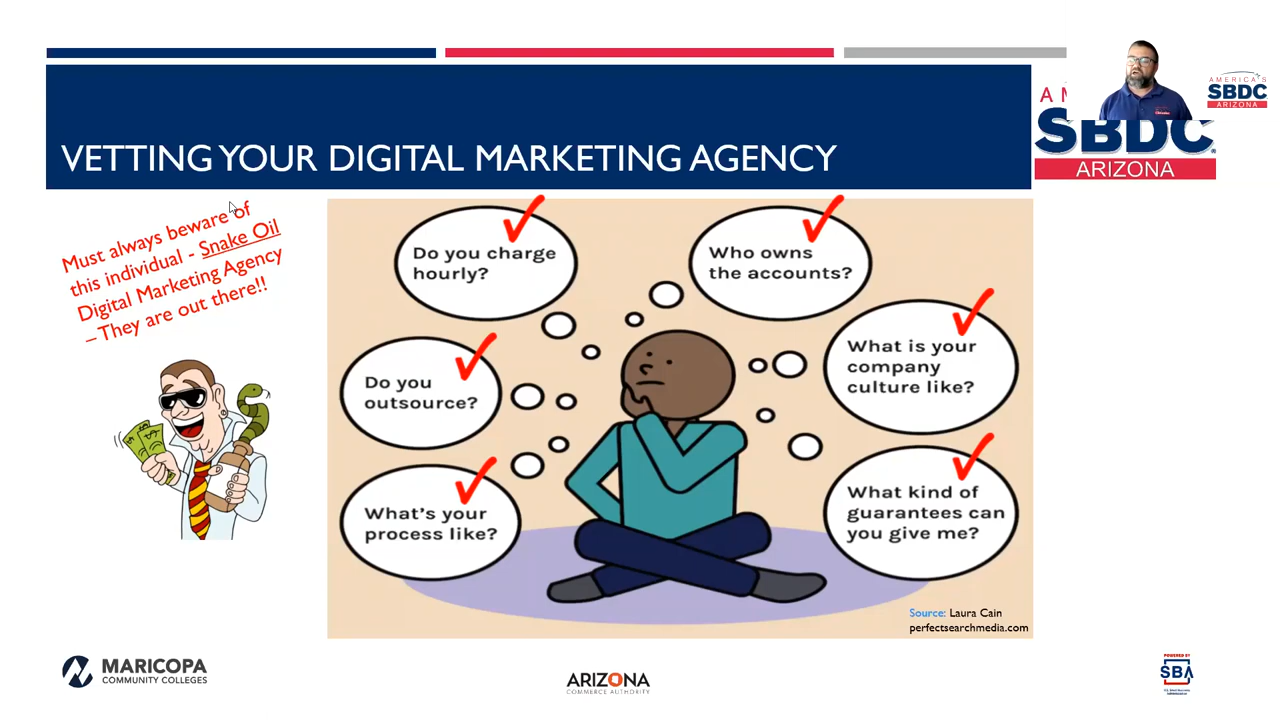 AMERICA'S
SBDC
ARIZONA
AM
SBDC
ARIZONA
VETTING YOUR DIGITAL MARKETING AGENCY
Must always beware of
this individual - Snake Oil
Digital Marketing Agency
– They are out there!!
Do you charge
hourly?
Who owns
the accounts?
Do you
outsource?
What is your
company
culture like?
What's your
process like?
What kind of
guarantees can
you give me?
Source: Laura Cain
perfectsearchmedia.com
MARICOPA
COMMUNITY COLLEGES
ARIZONA
COMMERCE AUTHORITY
POWERED BY
SBA